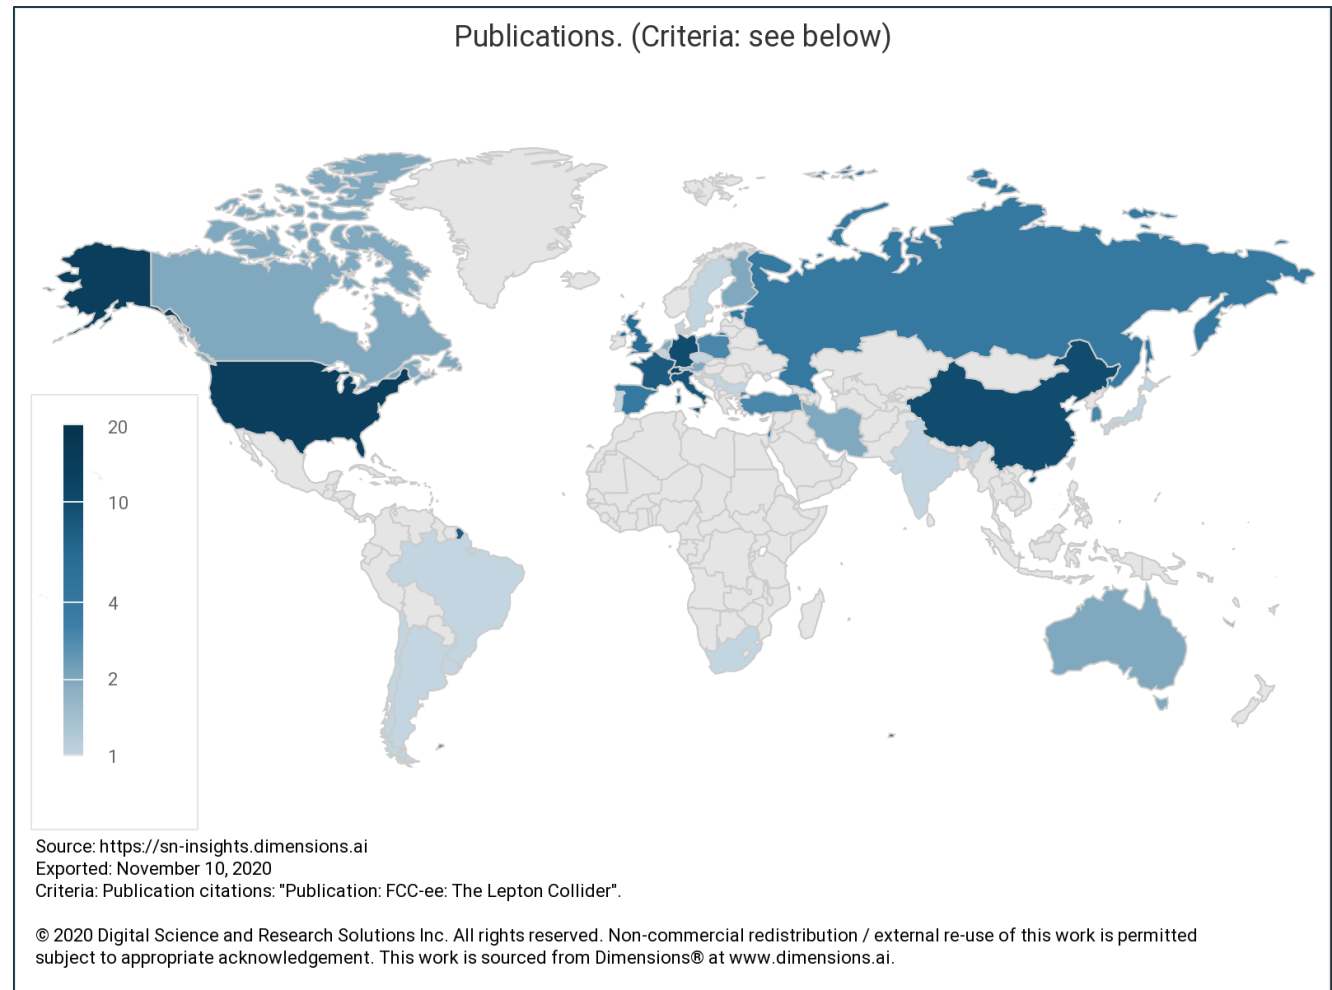 Publications. (Criteria: see below)
20
10
4
2
1
Source: https://sn-insights.dimensions.ai
Exported: November 10, 2020
Criteria: Publication citations: "Publication: FCC-ee: The Lepton Collider".
© 2020 Digital Science and Research Solutions Inc. All rights reserved. Non-commercial redistribution / external re-use of this work is permitted
subject to appropriate acknowledgement. This work is sourced from Dimensions® at www.dimensions.ai.